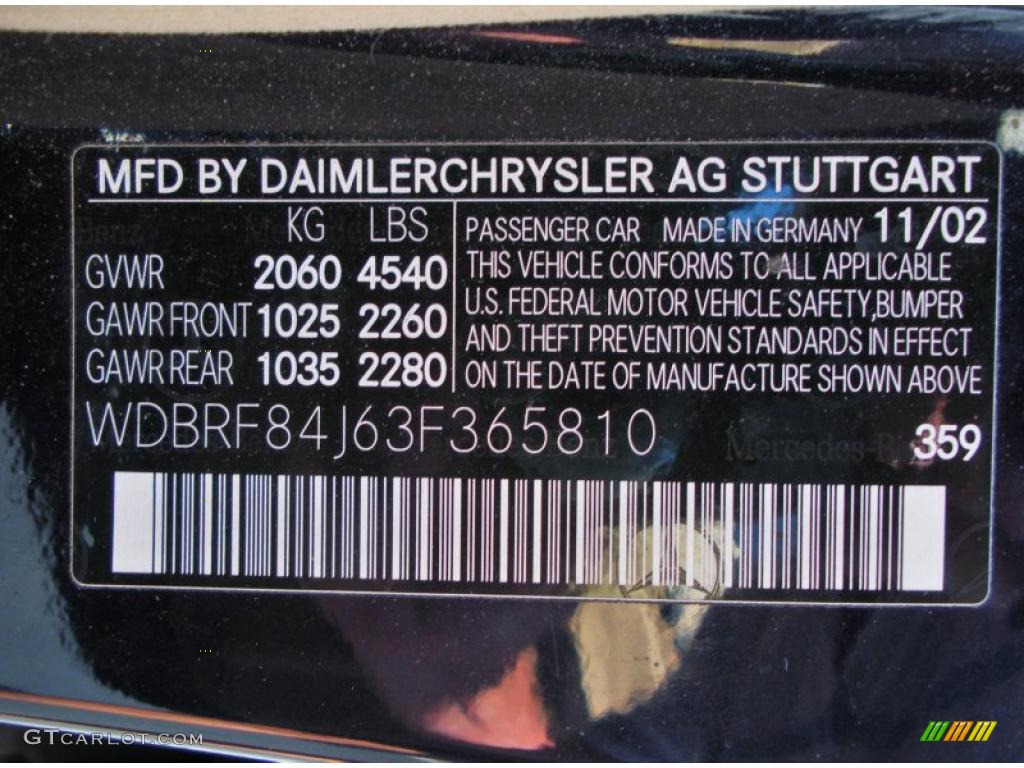 MFD BY DAIMLERCHRYSLER AG STUTTGART
KG LBS
GVWR 2060 4540
GAWR FRONT 1025 2260
GAWR REAR 1035 2280
PASSENGER CAR MADE IN GERMANY 11/02
THIS VEHICLE CONFORMS TO ALL APPLICABLE
U.S. FEDERAL MOTOR VEHICLE SAFETY,BUMPER
AND THEFT PREVENTION STANDARDS IN EFFECT
ON THE DATE OF MANUFACTURE SHOWN ABOVE
WDBRF84J63F365810
359
Mercedes-B
GTCARLOT.COM